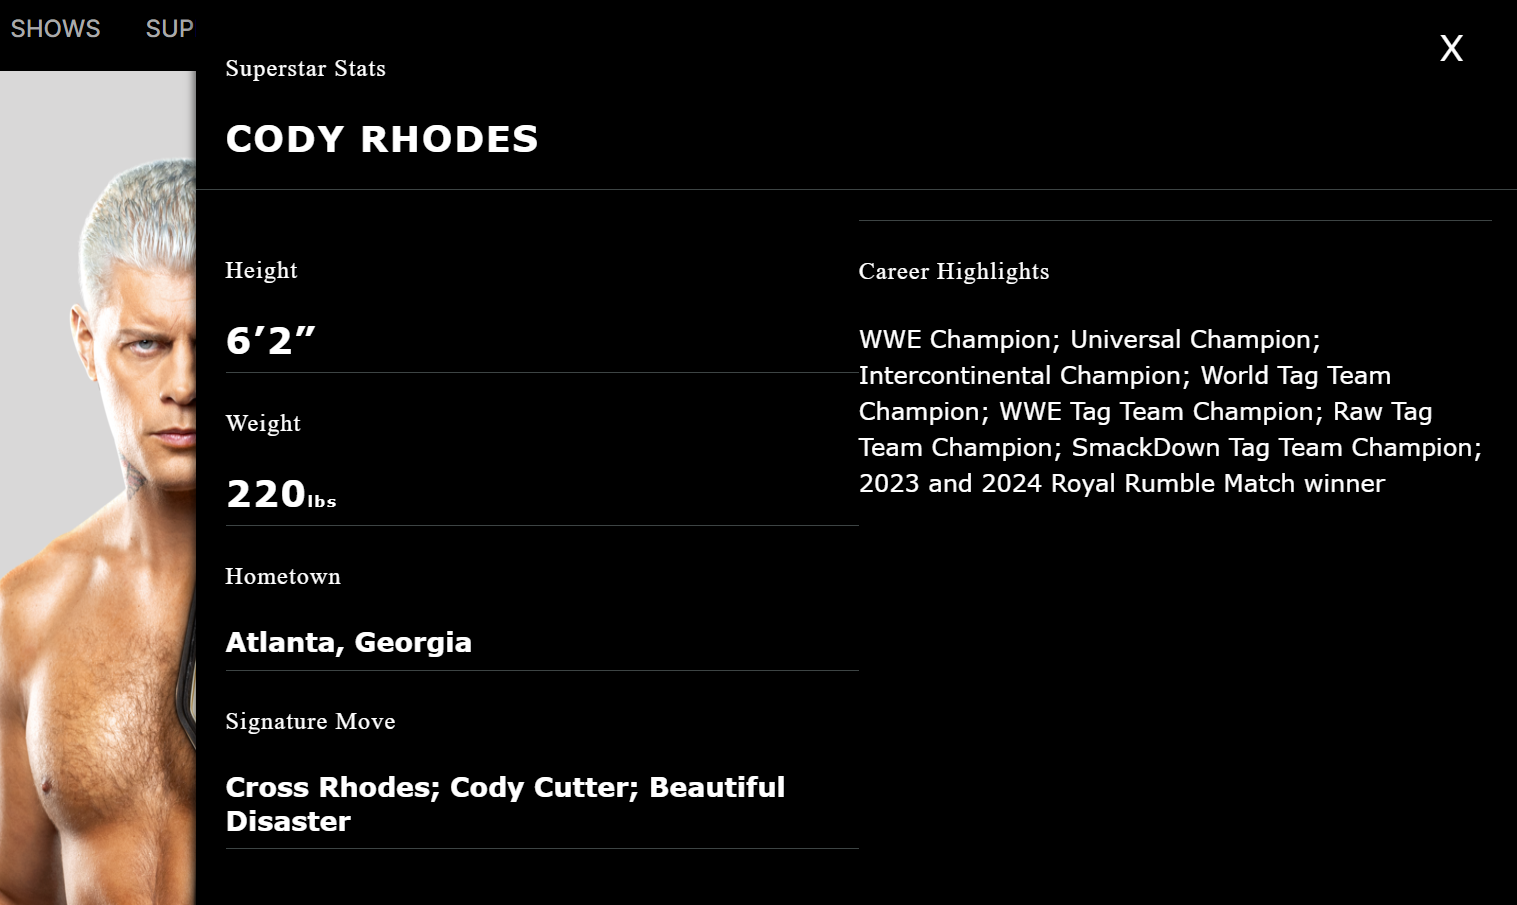 SHOWS SUP
X
Superstar Stats
CODY RHODES
Height
6’2”
Weight
220lbs
Hometown
Atlanta, Georgia
Signature Move
Cross Rhodes; Cody Cutter; Beautiful
Disaster
Career Highlights
WWE Champion; Universal Champion;
Intercontinental Champion; World Tag Team
Champion; WWE Tag Team Champion; Raw Tag
Team Champion; SmackDown Tag Team Champion;
2023 and 2024 Royal Rumble Match winner